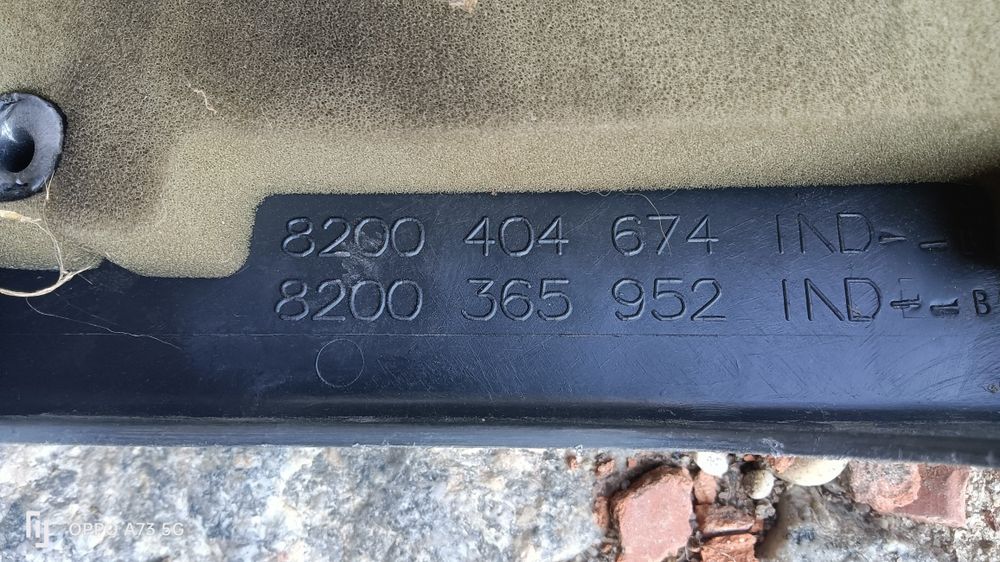 8200 404 674 IND
8200 365 952 IND
B
OPPO A73 5G